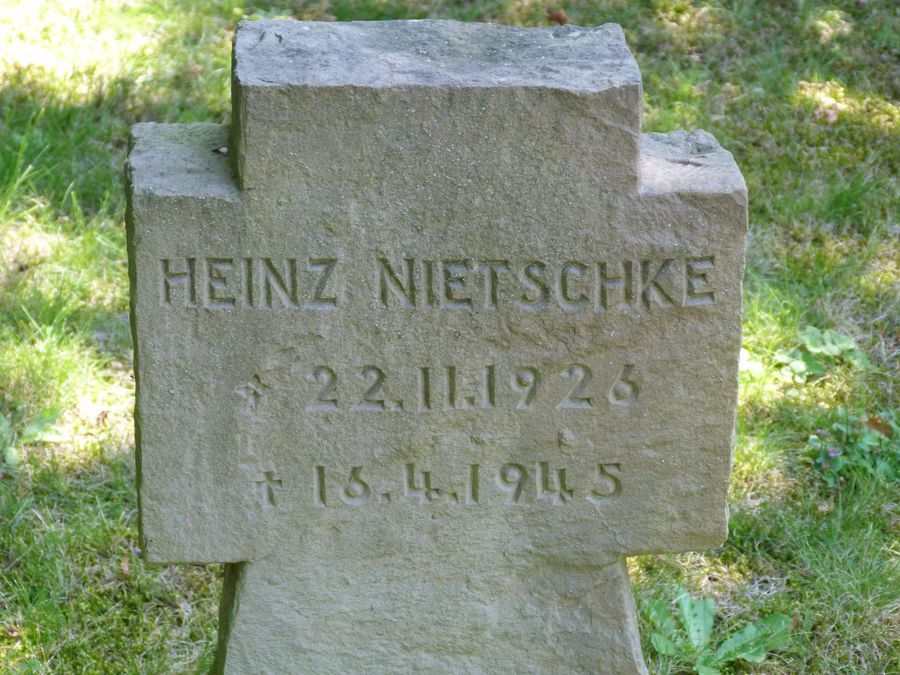 HEINZ NIETSCHKE
* 22.11.1926
† 16.4.1945